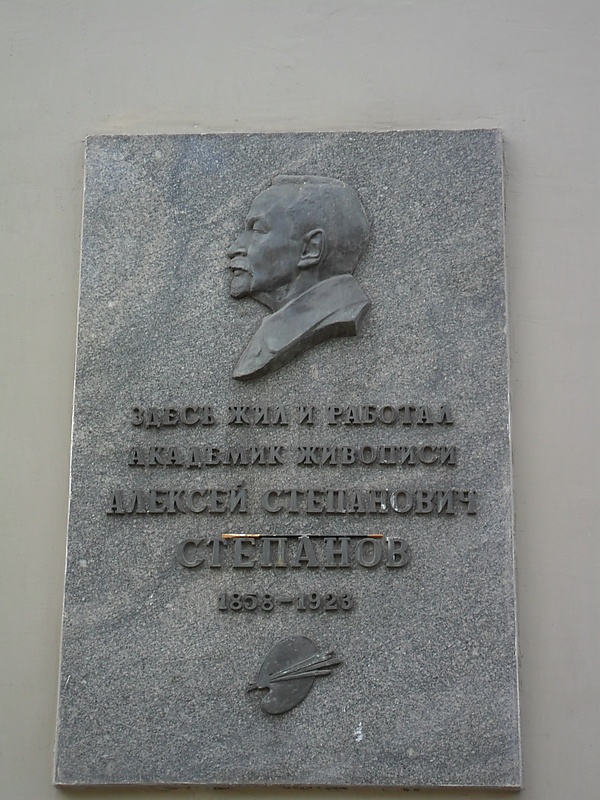 ЗДЕСЬ ЖИЛ И РАБОТАЛ
АКАДЕМИК ЖИВОПИСИ
АЛЕКСЕЙ СТЕПАНОВИЧ
СТЕПАНОВ
1858-1923